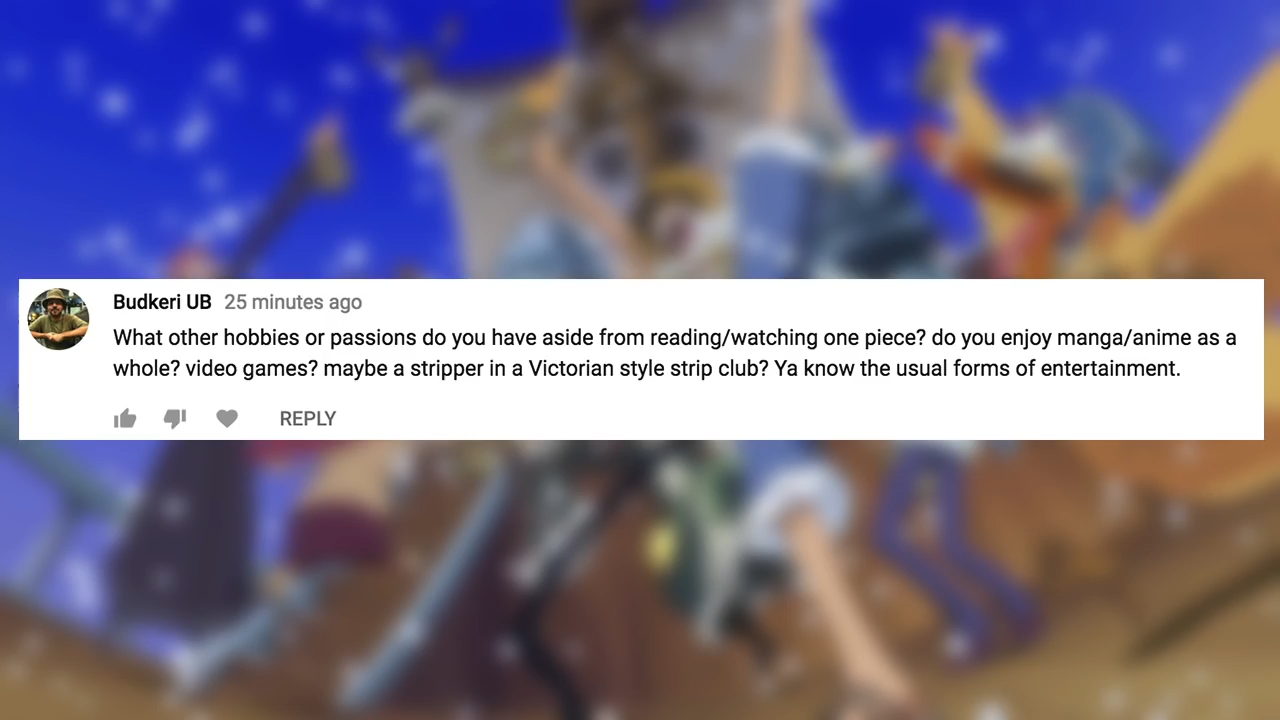 Budkeri UB 25 minutes ago
What other hobbies or passions do you have aside from reading/watching one piece? do you enjoy manga/anime as a
whole? video games? maybe a stripper in a Victorian style strip club? Ya know the usual forms of entertainment.
REPLY